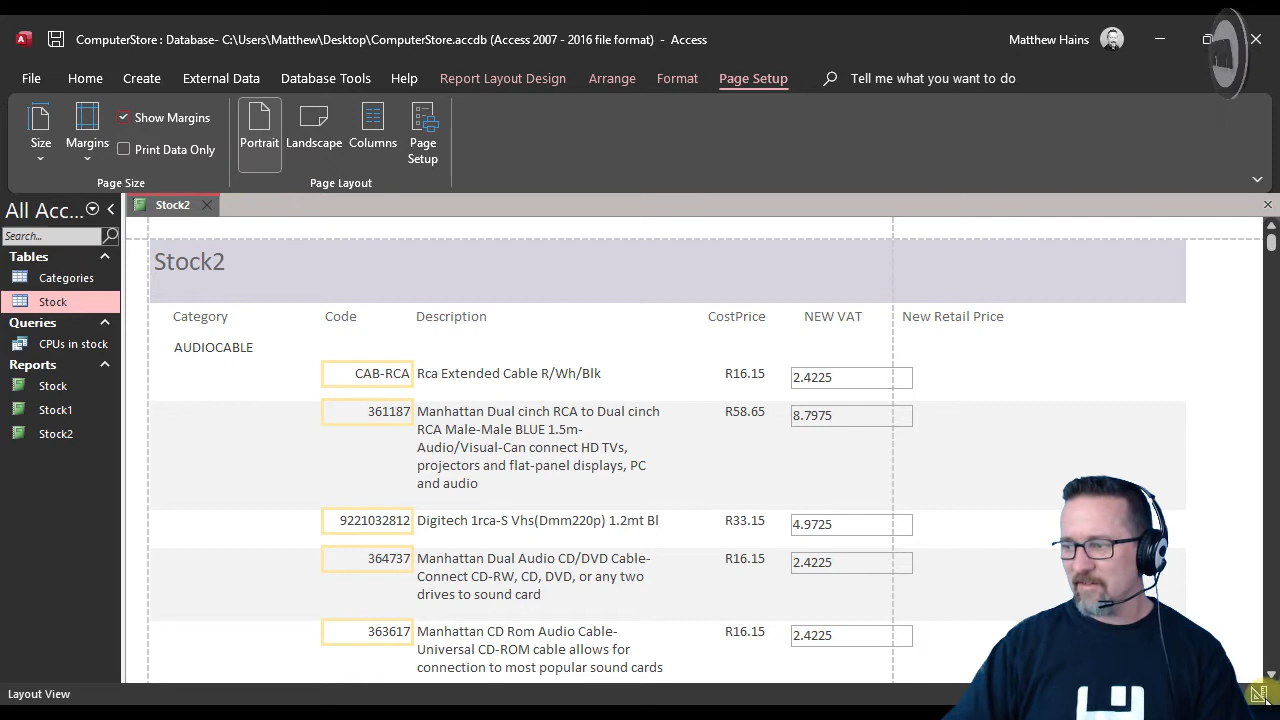 ComputerStore : Database- C:\Users\Matthew\Desktop\ComputerStore.accdb (Access 2007 - 2016 file format) - Access
Matthew Hains
File Home Create External Data Database Tools Help Report Layout Design Arrange Format Page Setup Tell me what you want to do
Size
Margins
Show Margins
Print Data Only
Page Size
Portrait
Landscape
Columns
Page
Setup
Page Layout
All Ac...
Search...
Tables
Categories
Stock
Queries
CPUs in stock
Reports
Stock
Stock1
Stock2
Stock2
Stock2
Category Code Description CostPrice NEW VAT New Retail Price
AUDIOCABLE
CAB-RCA Rca Extended Cable R/Wh/Blk R16.15 2.4225
361187 Manhattan Dual cinch RCA to Dual cinch R58.65 8.7975
RCA Male-Male BLUE 1.5m-
Audio/Visual-Can connect HD TVs,
projectors and flat-panel displays, PC
and audio
9221032812 Digitech 1rca-S Vhs(Dmm220p) 1.2mt Bl R33.15 4.9725
364737 Manhattan Dual Audio CD/DVD Cable- R16.15 2.4225
Connect CD-RW, CD, DVD, or any two
drives to sound card
363617 Manhattan CD Rom Audio Cable- R16.15 2.4225
Universal CD-ROM cable allows for
connection to most popular sound cards
Layout View